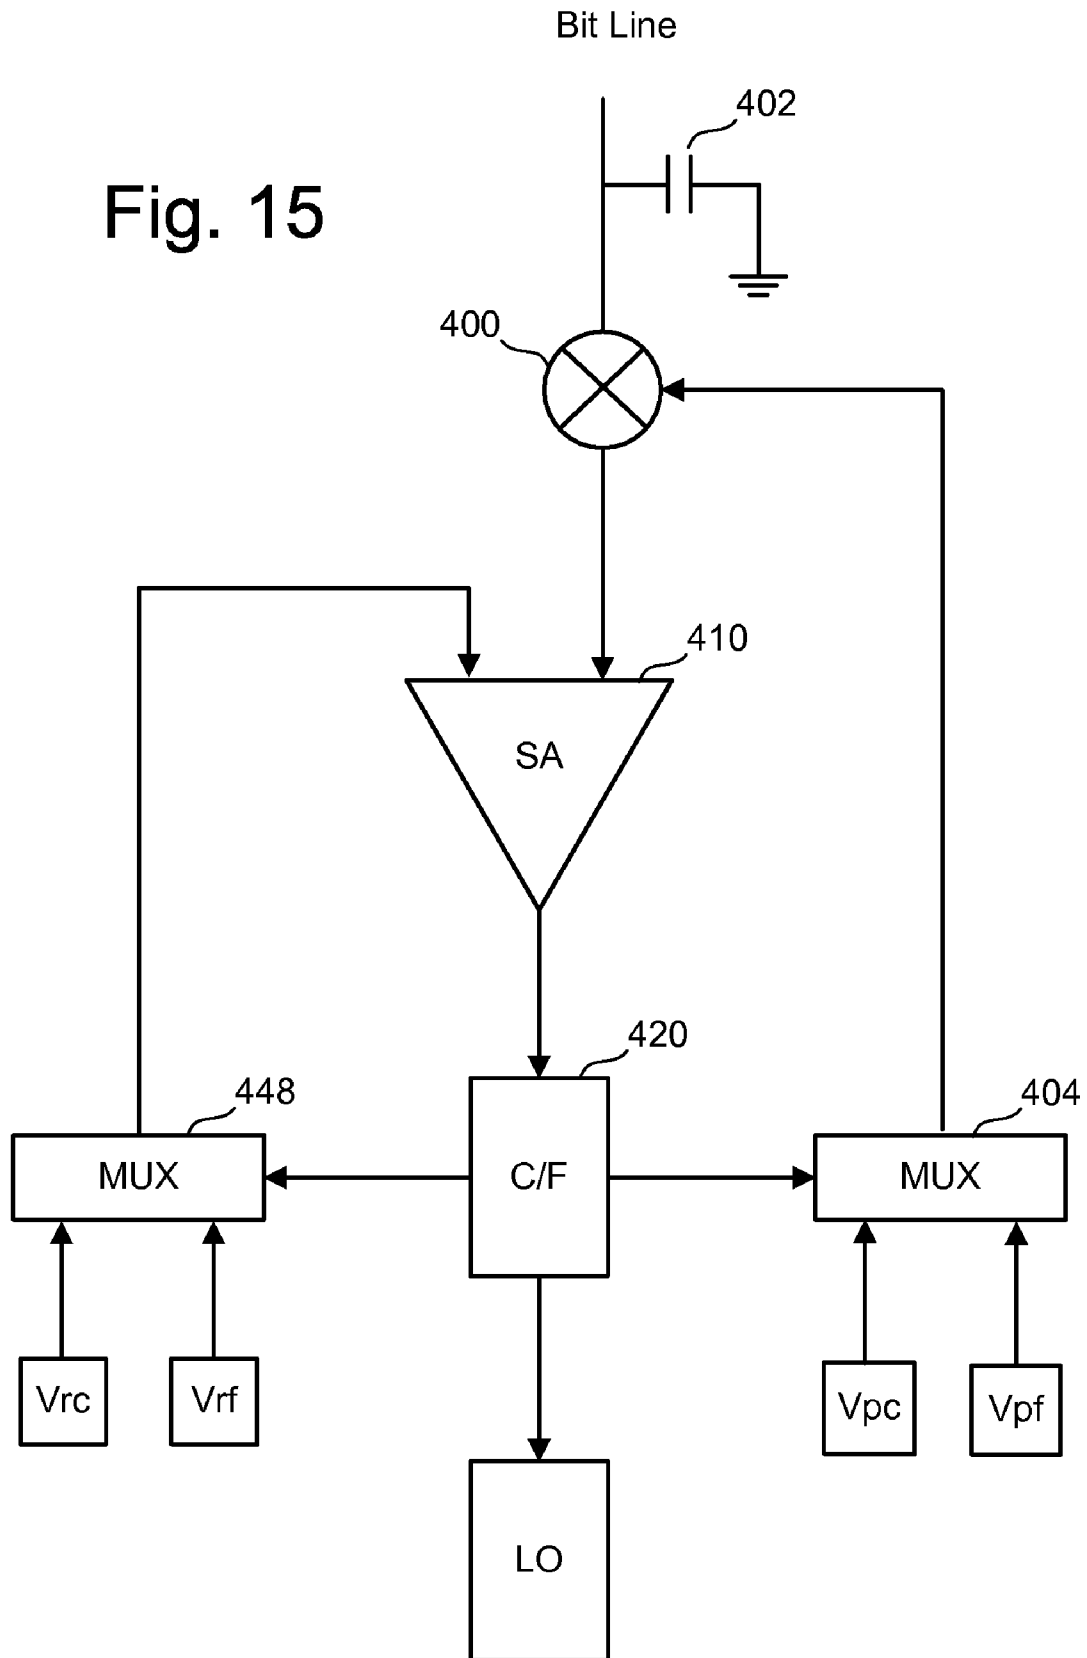 Bit Line
402
Fig. 15
400
410
SA
420
448
404
MUX
C/F
MUX
Vrc
Vrf
Vpc
Vpf
LO